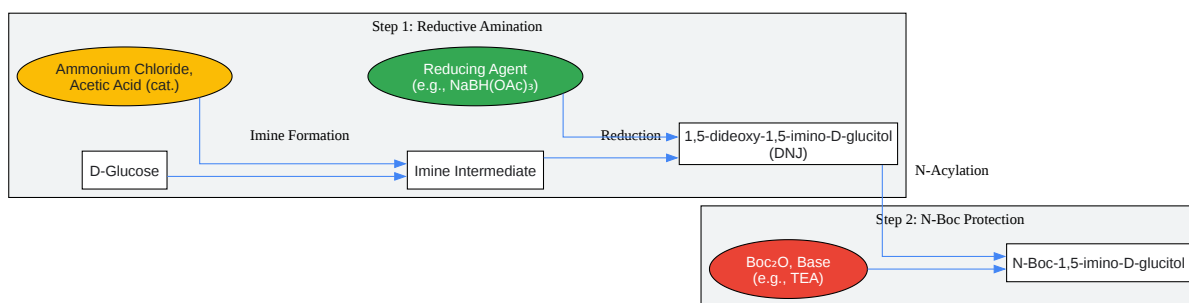 Step 1: Reductive Amination
Ammonium Chloride,
Acetic Acid (cat.)
Reducing Agent
(e.g., NaBH(OAc)₃)
Imine Formation
Reduction
1,5-dideoxy-1,5-imino-D-glucitol
(DNJ)
D-Glucose
Imine Intermediate
N-Acylation
Step 2: N-Boc Protection
Boc₂O, Base
(e.g., TEA)
N-Boc-1,5-imino-D-glucitol